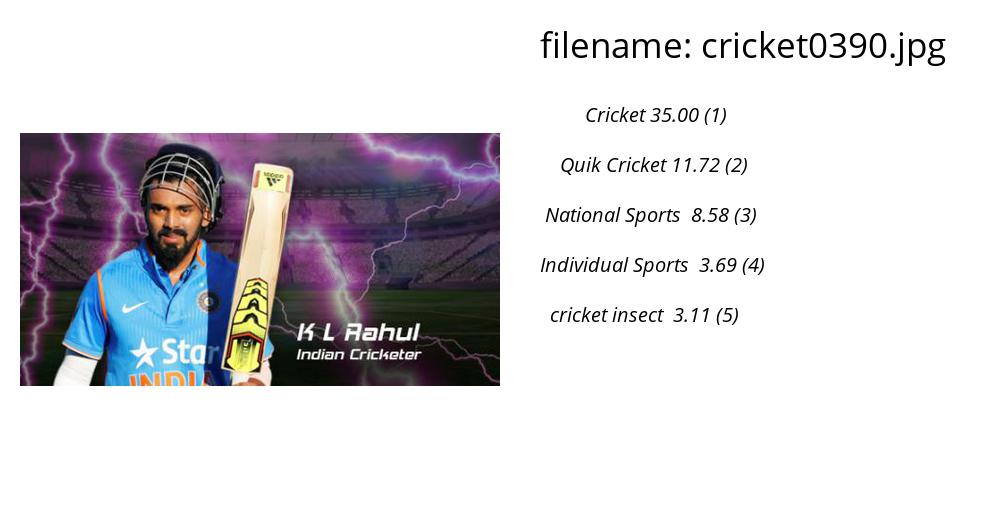 filename: cricket0390.jpg
Cricket 35.00 (1)
Quik Cricket 11.72 (2)
National Sports 8.58 (3)
Individual Sports 3.69 (4)
cricket insect 3.11 (5)
adidas
Star
INDIA
K L Rahul
Indian Cricketer